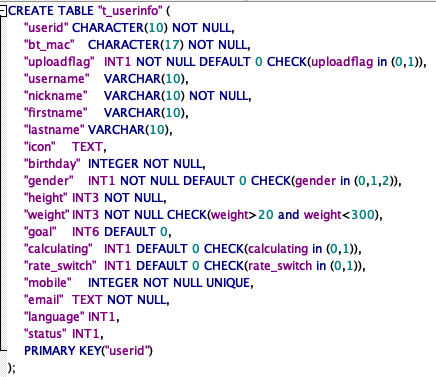 CREATE TABLE "t_userinfo" (
"userid" CHARACTER(10) NOT NULL,
"bt_mac" CHARACTER(17) NOT NULL,
"uploadflag" INT1 NOT NULL DEFAULT 0 CHECK(uploadflag in (0,1)),
"username" VARCHAR(10),
"nickname" VARCHAR(10) NOT NULL,
"firstname" VARCHAR(10),
"lastname" VARCHAR(10),
"icon" TEXT,
"birthday" INTEGER NOT NULL,
"gender" INT1 NOT NULL DEFAULT 0 CHECK(gender in (0,1,2)),
"height" INT3 NOT NULL,
"weight" INT3 NOT NULL CHECK(weight>20 and weight<300),
"goal" INT6 DEFAULT 0,
"calculating" INT1 DEFAULT 0 CHECK(calculating in (0,1)),
"rate_switch" INT1 DEFAULT 0 CHECK(rate_switch in (0,1)),
"mobile" INTEGER NOT NULL UNIQUE,
"email" TEXT NOT NULL,
"language" INT1,
"status" INT1,
PRIMARY KEY("userid")
);